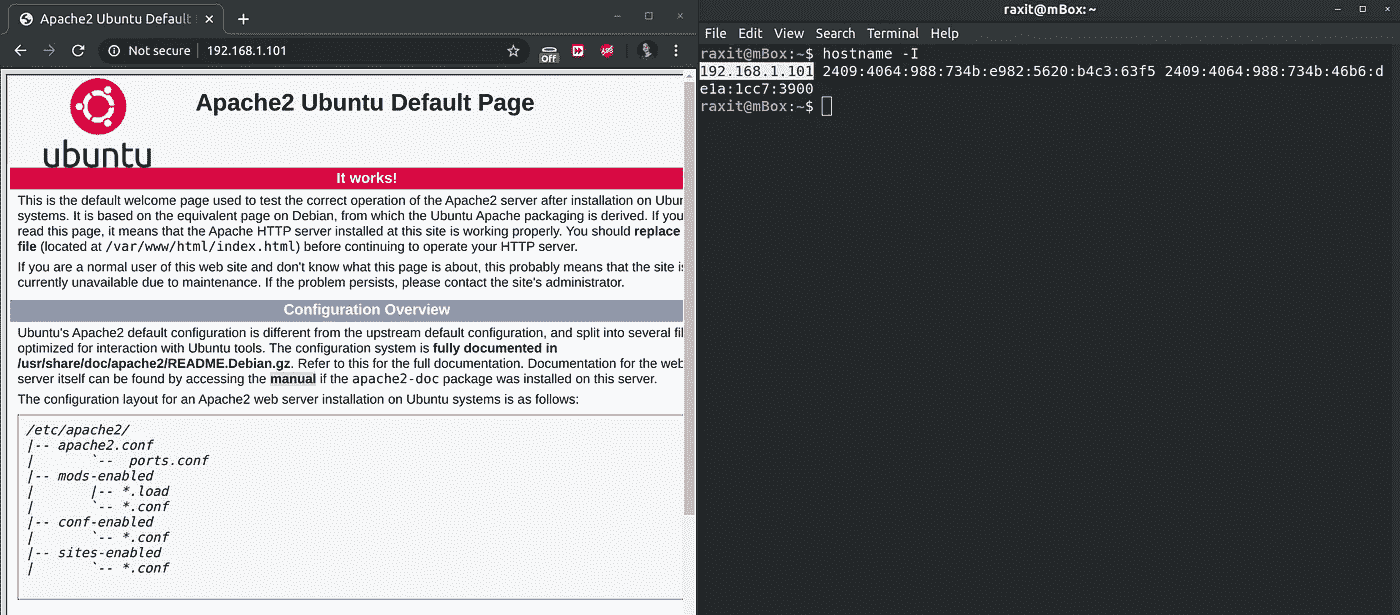 Apache2 Ubuntu Default
Not secure
192.168.1.101
Off
ABP
Apache2 Ubuntu Default Page
ubuntu
It works!
This is the default welcome page used to test the correct operation of the Apache2 server after installation on Ubun
systems. It is based on the equivalent page on Debian, from which the Ubuntu Apache packaging is derived. If you
read this page, it means that the Apache HTTP server installed at this site is working properly. You should replace
file (located at /var/www/html/index.html) before continuing to operate your HTTP server.
If you are a normal user of this web site and don't know what this page is about, this probably means that the site is
currently unavailable due to maintenance. If the problem persists, please contact the site's administrator.
Configuration Overview
Ubuntu's Apache2 default configuration is different from the upstream default configuration, and split into several fil
optimized for interaction with Ubuntu tools. The configuration system is fully documented in
/usr/share/doc/apache2/README.Debian.gz. Refer to this for the full documentation. Documentation for the web
server itself can be found by accessing the manual if the apache2-doc package was installed on this server.
The configuration layout for an Apache2 web server installation on Ubuntu systems is as follows:
/etc/apache2/
|-- apache2.conf
|       `--  ports.conf
|-- mods-enabled
|       |-- *.load
|       `-- *.conf
|-- conf-enabled
|       `-- *.conf
|-- sites-enabled
|       `-- *.conf
raxit@mBox:~
File Edit View Search Terminal Help
raxit@mBox:~$ hostname -I
192.168.1.101 2409:4064:988:734b:e982:5620:b4c3:63f5 2409:4064:988:734b:46b6:d
e1a:1cc7:3900
raxit@mBox:~$